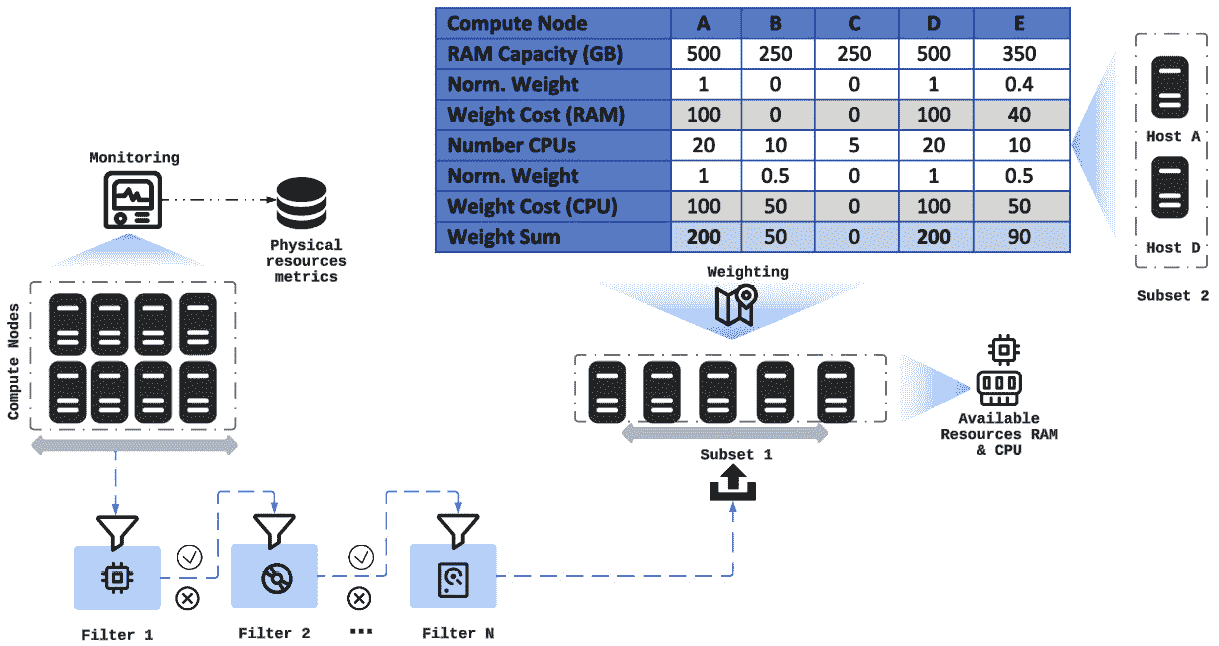 Compute Node A B C D E
RAM Capacity (GB) 500 250 250 500 350
Norm. Weight 1 0 0 1 0.4
Weight Cost (RAM) 100 0 0 100 40
Number CPUs 20 10 5 20 10
Norm. Weight 1 0.5 0 1 0.5
Weight Cost (CPU) 100 50 0 100 50
Weight Sum 200 50 0 200 90
Host A
Host D
Subset 2
Monitoring
Physical
resources
metrics
Compute Nodes
Weighting
Subset 1
Available
Resources RAM
& CPU
Filter 1
Filter 2
...
Filter N